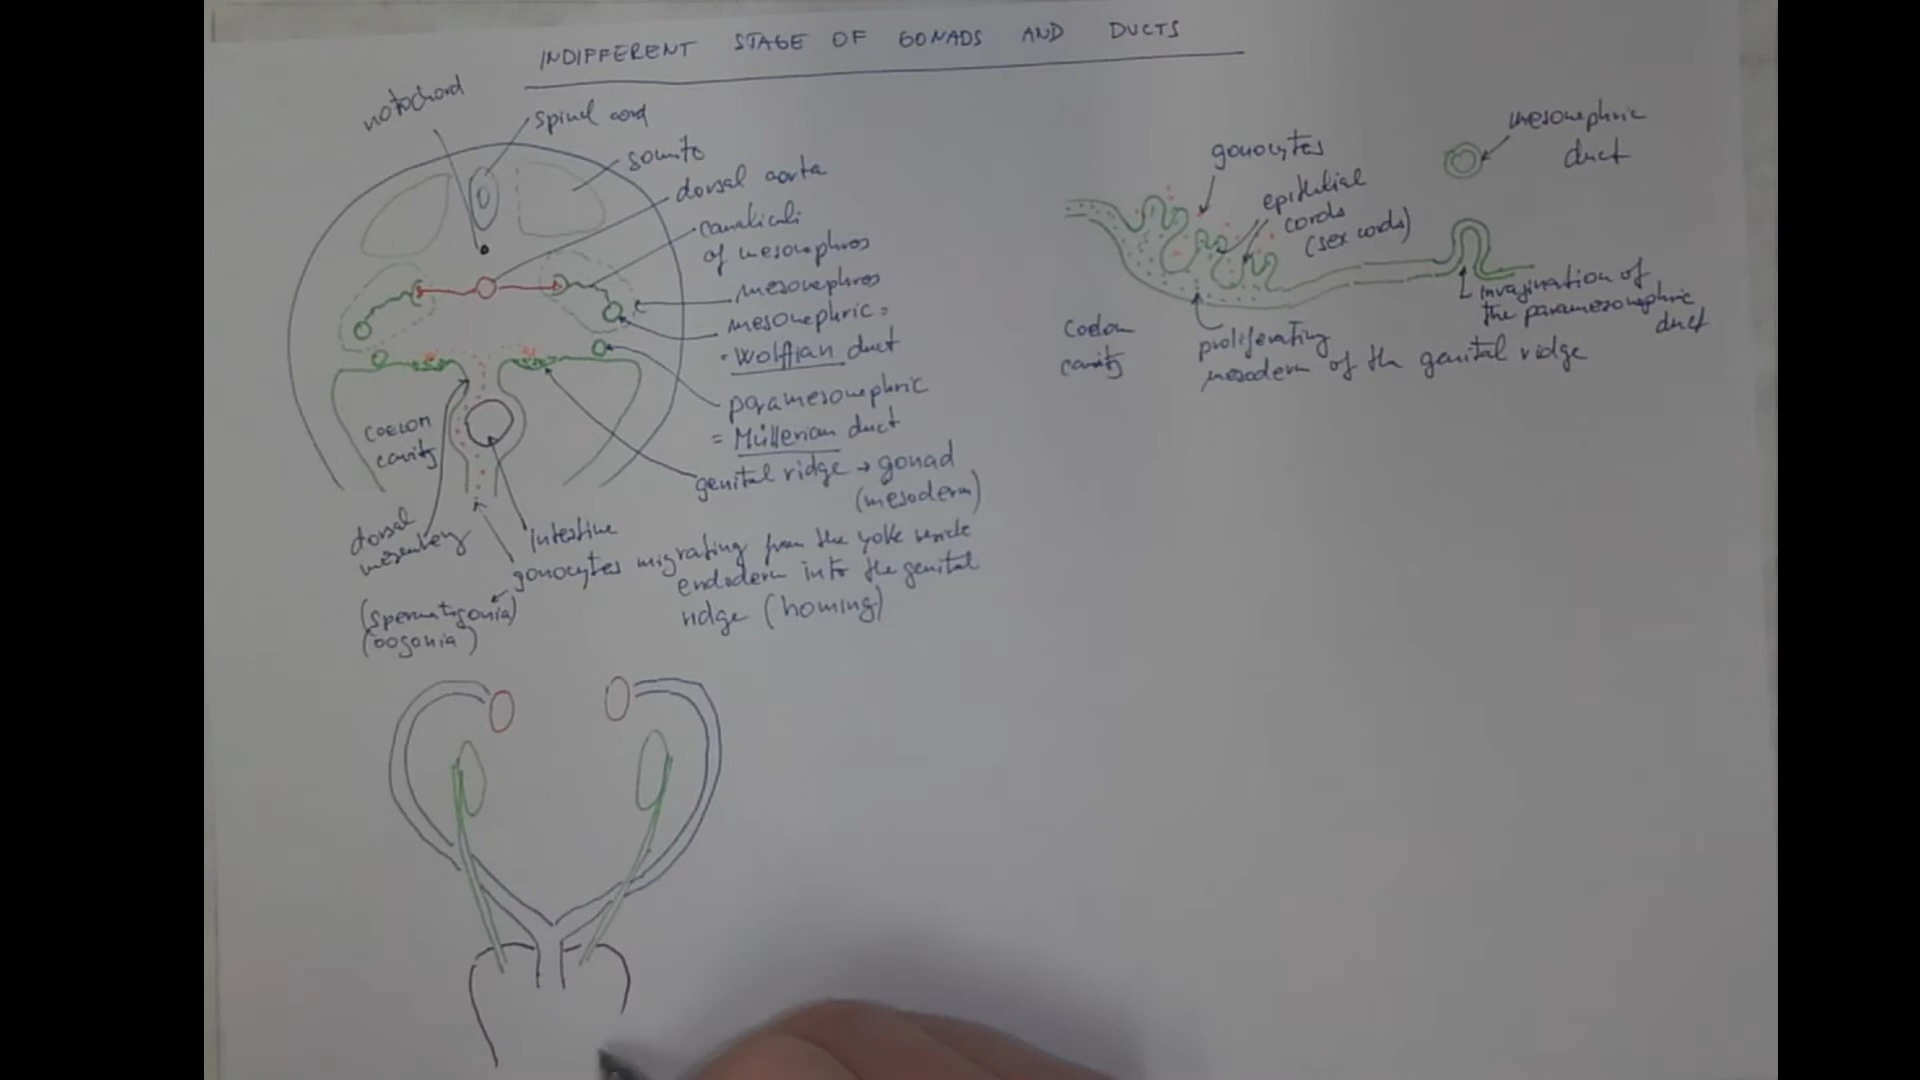 INDIFFERENT STAGE OF GONADS AND DUCTS
notochord
spinal cord
somite
dorsal aorta
canaliculi
of mesonephros
mesonephros
mesonephric =
· Wolffian duct
paramesonephric
= Müllerian duct
genital ridge → gonad
(mesoderm)
coelom
cavity
dorsal
mesentery
Intestine
gonocytes migrating from the yolk vesicle
endoderm into the genital
ridge (homing)
(spermatogonia)
(oogonia)
gonocytes
epithelial
cords
(sex cords)
mesonephric
duct
Invagination of
the paramesonephric
duct
coelom
cavity
proliferating
mesoderm of the genital ridge